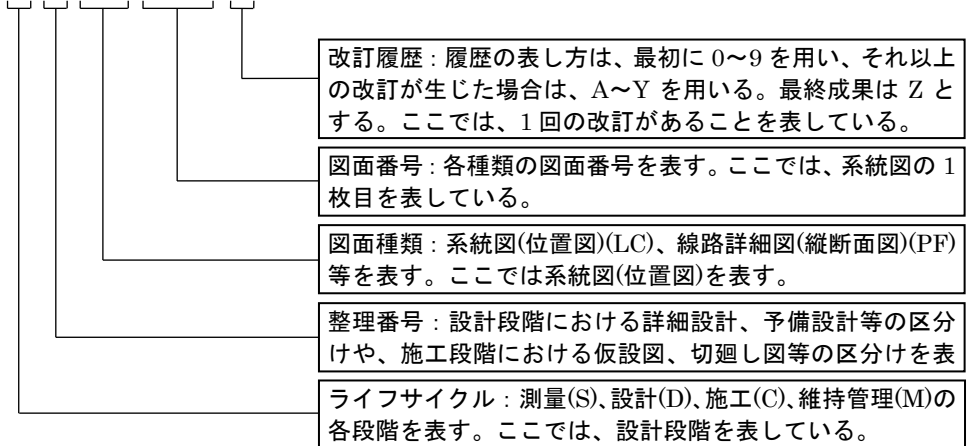 改訂履歴：履歴の表し方は、最初に 0～9 を用い、それ以上
の改訂が生じた場合は、A～Y を用いる。最終成果は Z と
する。ここでは、1 回の改訂があることを表している。
図面番号：各種類の図面番号を表す。ここでは、系統図の 1
枚目を表している。
図面種類：系統図(位置図)(LC)、線路詳細図(縦断面図)(PF)
等を表す。ここでは系統図(位置図)を表す。
整理番号：設計段階における詳細設計、予備設計等の区分
けや、施工段階における仮設図、切廻し図等の区分けを表
ライフサイクル：測量(S)、設計(D)、施工(C)、維持管理(M)の
各段階を表す。ここでは、設計段階を表している。